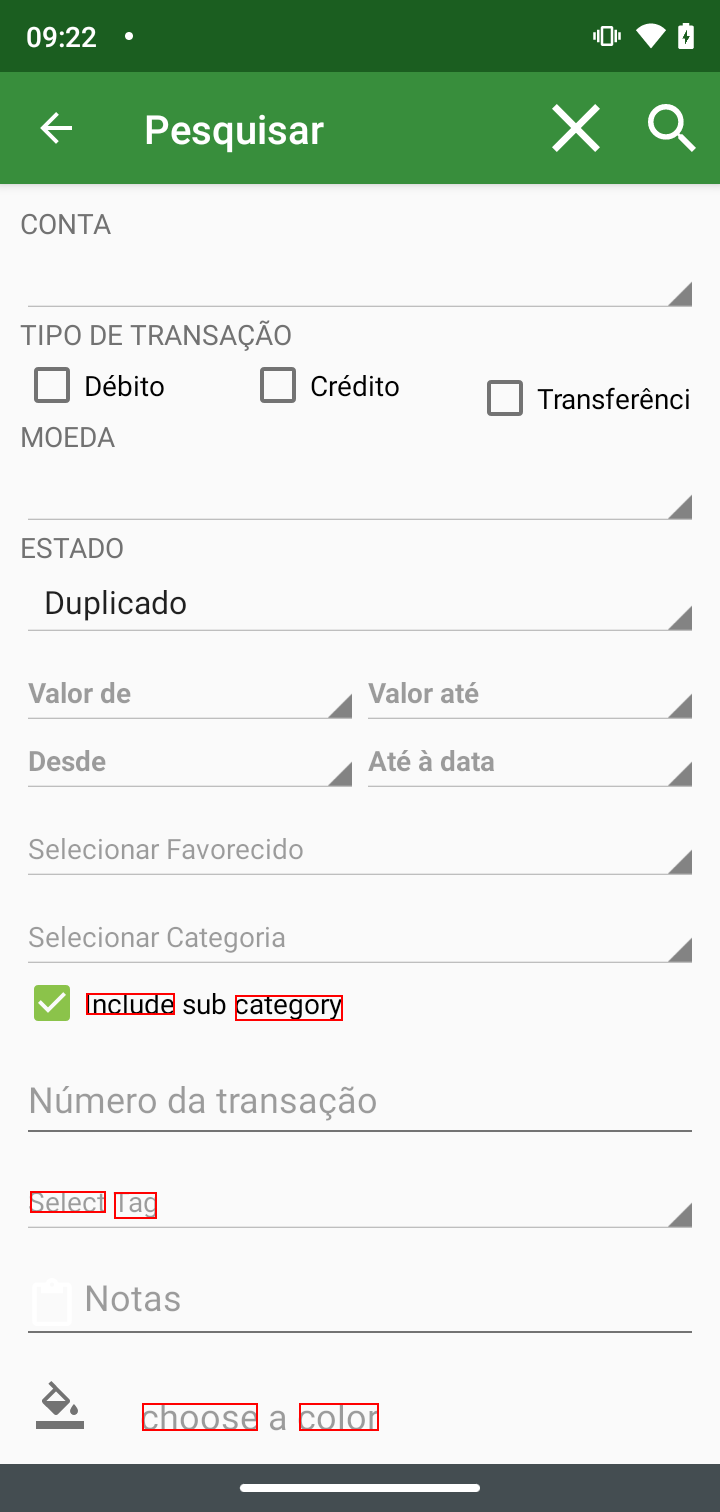 09:22
Pesquisar
CONTA
TIPO DE TRANSAÇÃO
Débito Crédito Transferênci
MOEDA
ESTADO
Duplicado
Valor de Valor até
Desde Até à data
Selecionar Favorecido
Selecionar Categoria
Include sub category
Número da transação
Select Tag
Notas
choose a color